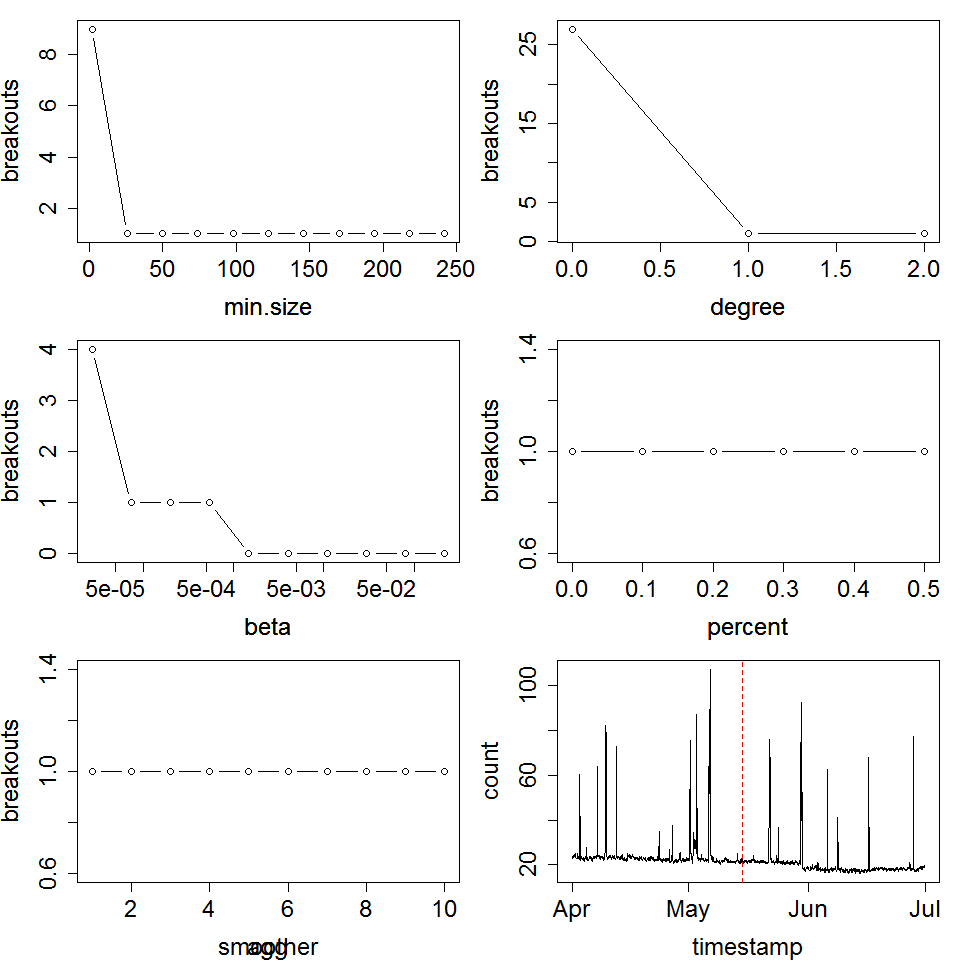 breakouts
8
6
4
2
0 50 100 150 200 250
min.size
breakouts
25
15
5
0
0.0 0.5 1.0 1.5 2.0
degree
breakouts
4
3
2
1
0
5e-05 5e-04 5e-03 5e-02
beta
breakouts
1.4
1.0
0.6
0.0 0.1 0.2 0.3 0.4 0.5
percent
breakouts
1.4
1.0
0.6
2 4 6 8 10
count
100
60
20
Apr May Jun Jul
timestamp